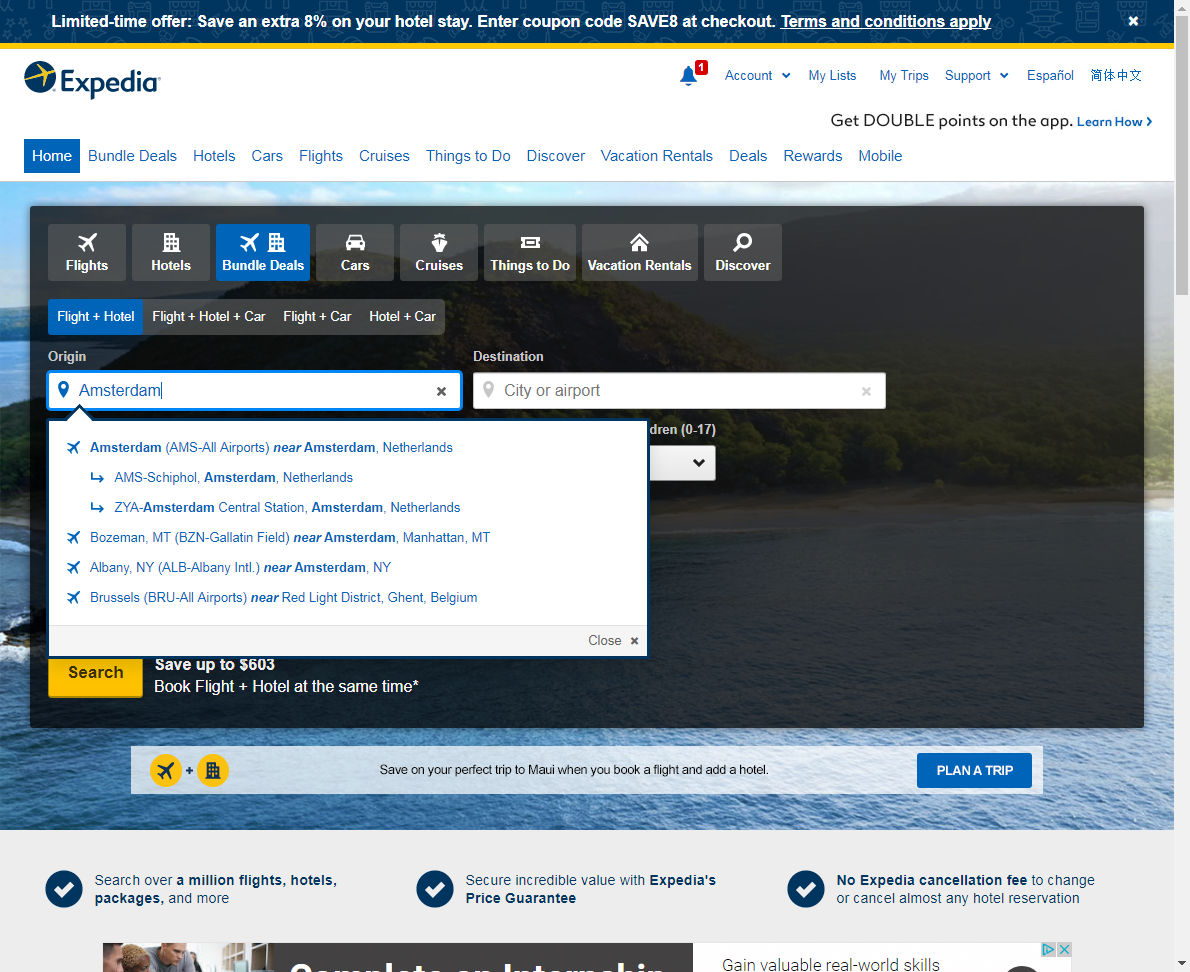 Limited-time offer: Save an extra 8% on your hotel stay. Enter coupon code SAVE8 at checkout. Terms and conditions apply
Expedia
1
Account
My Lists
My Trips
Support
Español
简体中文
Get DOUBLE points on the app. Learn How
Home
Bundle Deals
Hotels
Cars
Flights
Cruises
Things to Do
Discover
Vacation Rentals
Deals
Rewards
Mobile
Flights
Hotels
Bundle Deals
Cars
Cruises
Things to Do
Vacation Rentals
Discover
Flight + Hotel
Flight + Hotel + Car
Flight + Car
Hotel + Car
Origin
Destination
Amsterdam
City or airport
dren (0-17)
Amsterdam (AMS-All Airports) near Amsterdam, Netherlands
AMS-Schiphol, Amsterdam, Netherlands
ZYA-Amsterdam Central Station, Amsterdam, Netherlands
Bozeman, MT (BZN-Gallatin Field) near Amsterdam, Manhattan, MT
Albany, NY (ALB-Albany Intl.) near Amsterdam, NY
Brussels (BRU-All Airports) near Red Light District, Ghent, Belgium
Close
Search
Save up to $603
Book Flight + Hotel at the same time*
+
Save on your perfect trip to Maui when you book a flight and add a hotel.
PLAN A TRIP
Search over a million flights, hotels,
packages, and more
Secure incredible value with Expedia's
Price Guarantee
No Expedia cancellation fee to change
or cancel almost any hotel reservation
Complete an Internship
Gain valuable real-world skills